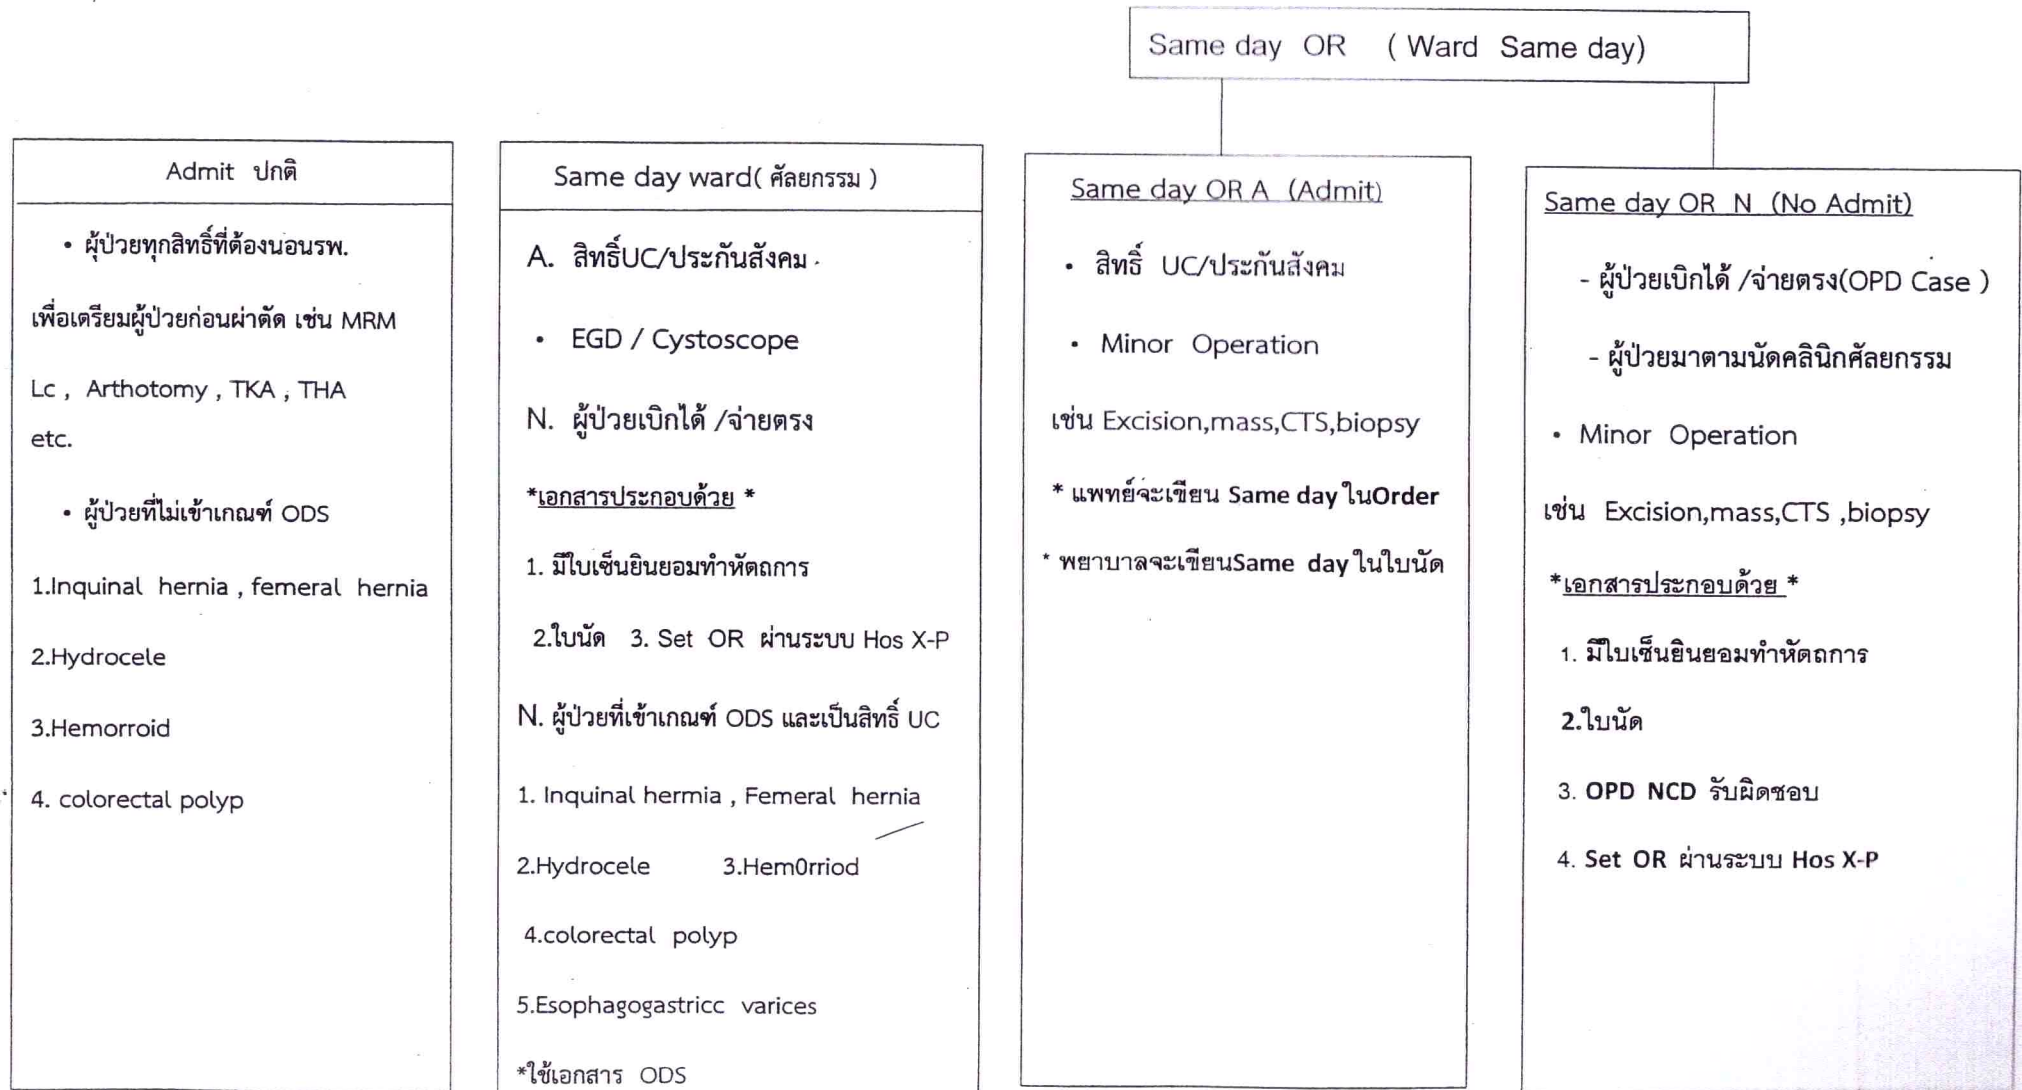 Same day OR ( Ward Same day)
Admit ปกติ
• ผู้ป่วยทุกสิทธิ์ที่ต้องนอนรพ.
เพื่อเตรียมผู้ป่วยก่อนผ่าตัด เช่น MRM
Lc , Arthotomy , TKA , THA
etc.
• ผู้ป่วยที่ไม่เข้าเกณฑ์ ODS
1.Inquinal hernia , femeral hernia
2.Hydrocele
3.Hemorroid
4. colorectal polyp
Same day ward( ศัลยกรรม )
A. สิทธิ์UC/ประกันสังคม
• EGD / Cystoscope
N. ผู้ป่วยเบิกได้ /จ่ายตรง
*เอกสารประกอบด้วย *
1. มีใบเซ็นยินยอมทำหัตถการ
2.ใบนัด 3. Set OR ผ่านระบบ Hos X-P
N. ผู้ป่วยที่เข้าเกณฑ์ ODS และเป็นสิทธิ์ UC
1. Inquinal hermia , Femeral hernia
2.Hydrocele 3.Hem0rriod
4.colorectal polyp
5.Esophagogastricc varices
*ใช้เอกสาร ODS
Same day OR A (Admit)
• สิทธิ์ UC/ประกันสังคม
• Minor Operation
เช่น Excision,mass,CTS,biopsy
* แพทย์จะเขียน Same day ในOrder
* พยาบาลจะเขียนSame day ในใบนัด
Same day OR N (No Admit)
- ผู้ป่วยเบิกได้ /จ่ายตรง(OPD Case )
- ผู้ป่วยมาตามนัดคลินิกศัลยกรรม
• Minor Operation
เช่น Excision,mass,CTS ,biopsy
*เอกสารประกอบด้วย *
1. มีใบเซ็นยินยอมทำหัตถการ
2.ใบนัด
3. OPD NCD รับผิดชอบ
4. Set OR ผ่านระบบ Hos X-P